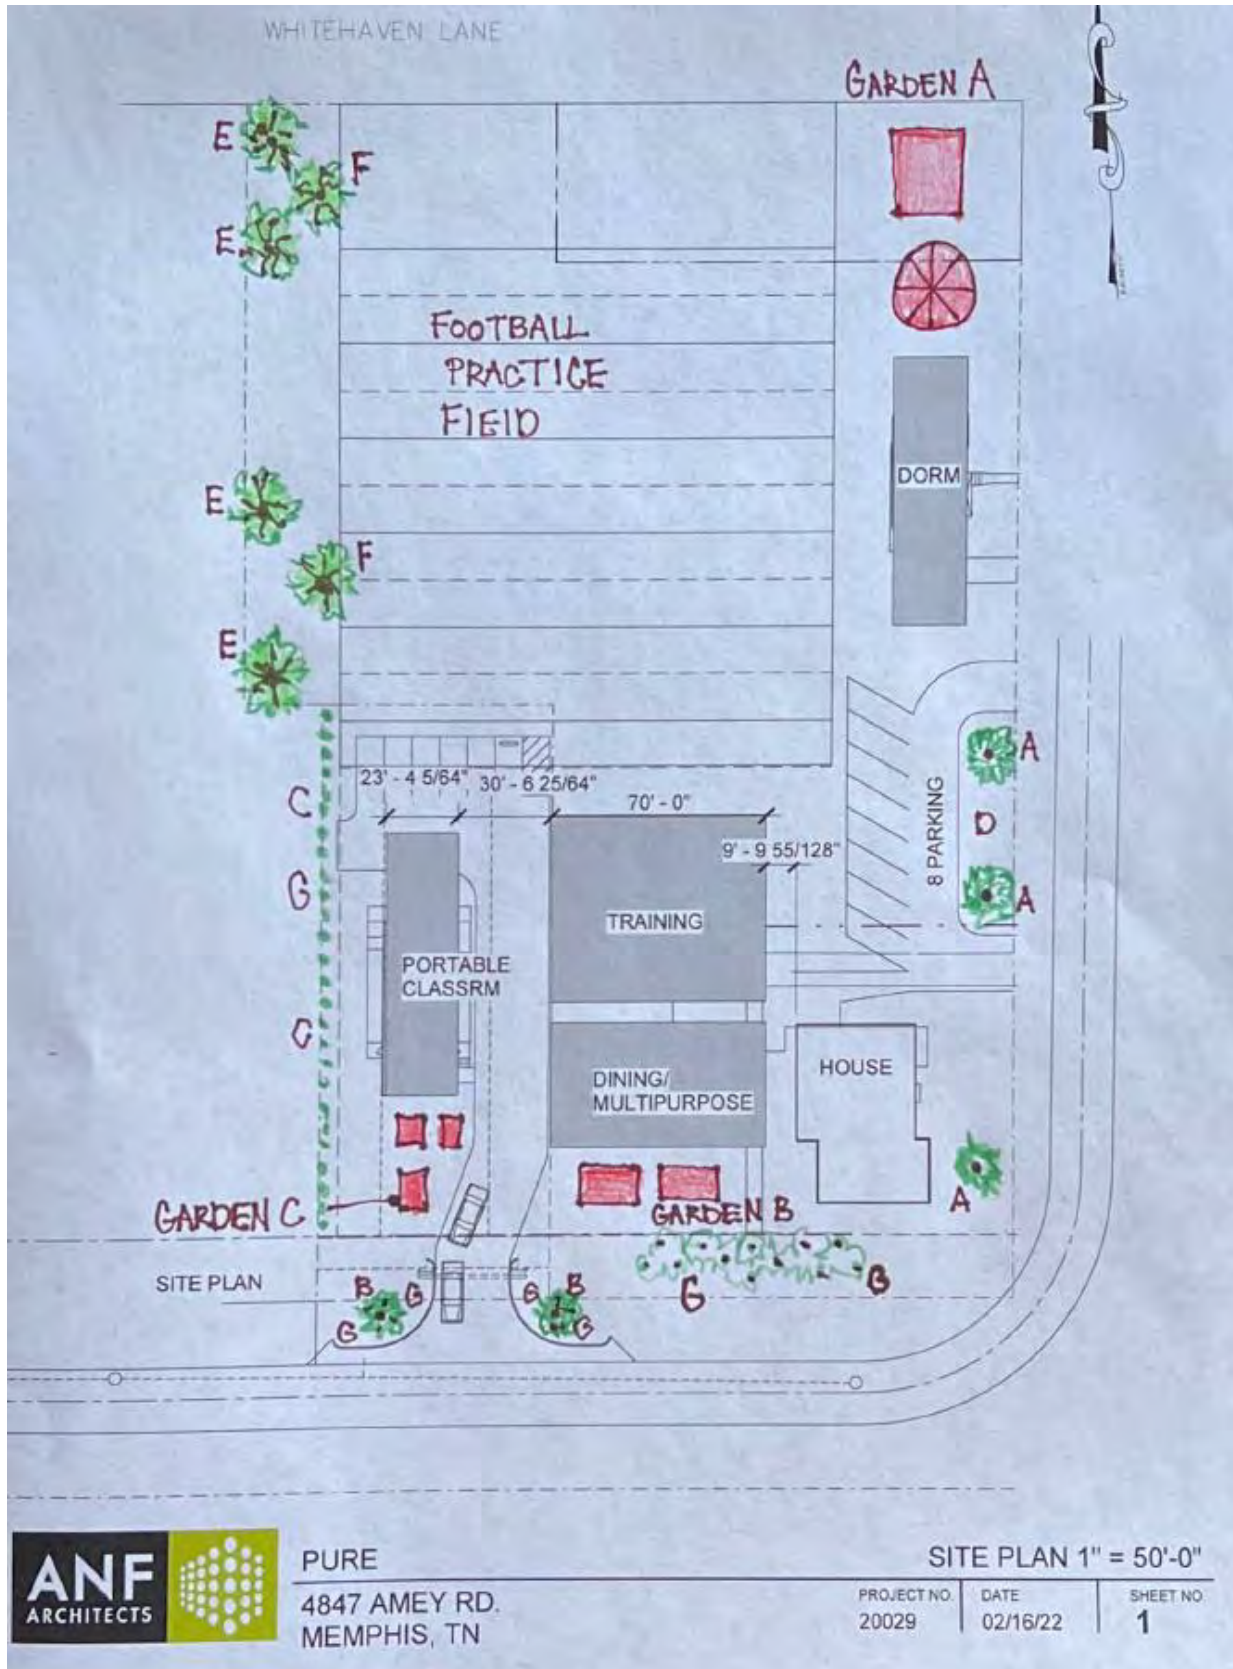 WHITEHAVEN LANE
GARDEN A
E
F
E
FOOTBALL
PRACTICE
FIELD
DORM
E
F
E
A
23' - 4 5/64"
30' - 6 25/64"
70' - 0"
C
D
8 PARKING
9' - 9 55/128"
G
A
TRAINING
PORTABLE
CLASSRM
C
HOUSE
DINING/
MULTIPURPOSE
A
GARDEN C
GARDEN B
SITE PLAN
B
G
G
B
G
B
G
G
ANF
ARCHITECTS
PURE
4847 AMEY RD.
MEMPHIS, TN
SITE PLAN 1" = 50'-0"
PROJECT NO.
20029
DATE
02/16/22
SHEET NO
1